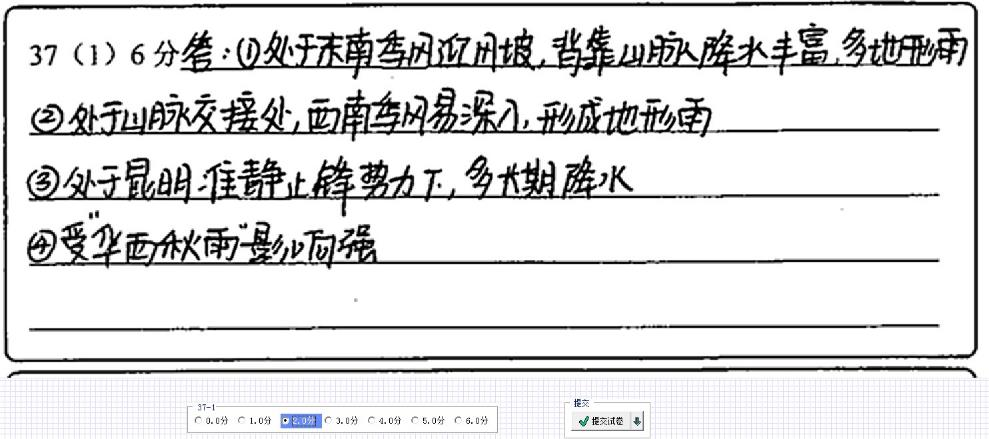 37（1）6分答：①处于东南季风迎风坡，背靠山脉降水丰富，多地形雨
②处于山脉交接处，西南季风易深入，形成地形雨
③处于昆明准静止锋势力下，多长期降水
④受"华西秋雨"影响强
37-1
0.0分 1.0分 2.0分 3.0分 4.0分 5.0分 6.0分
提交
提交试卷